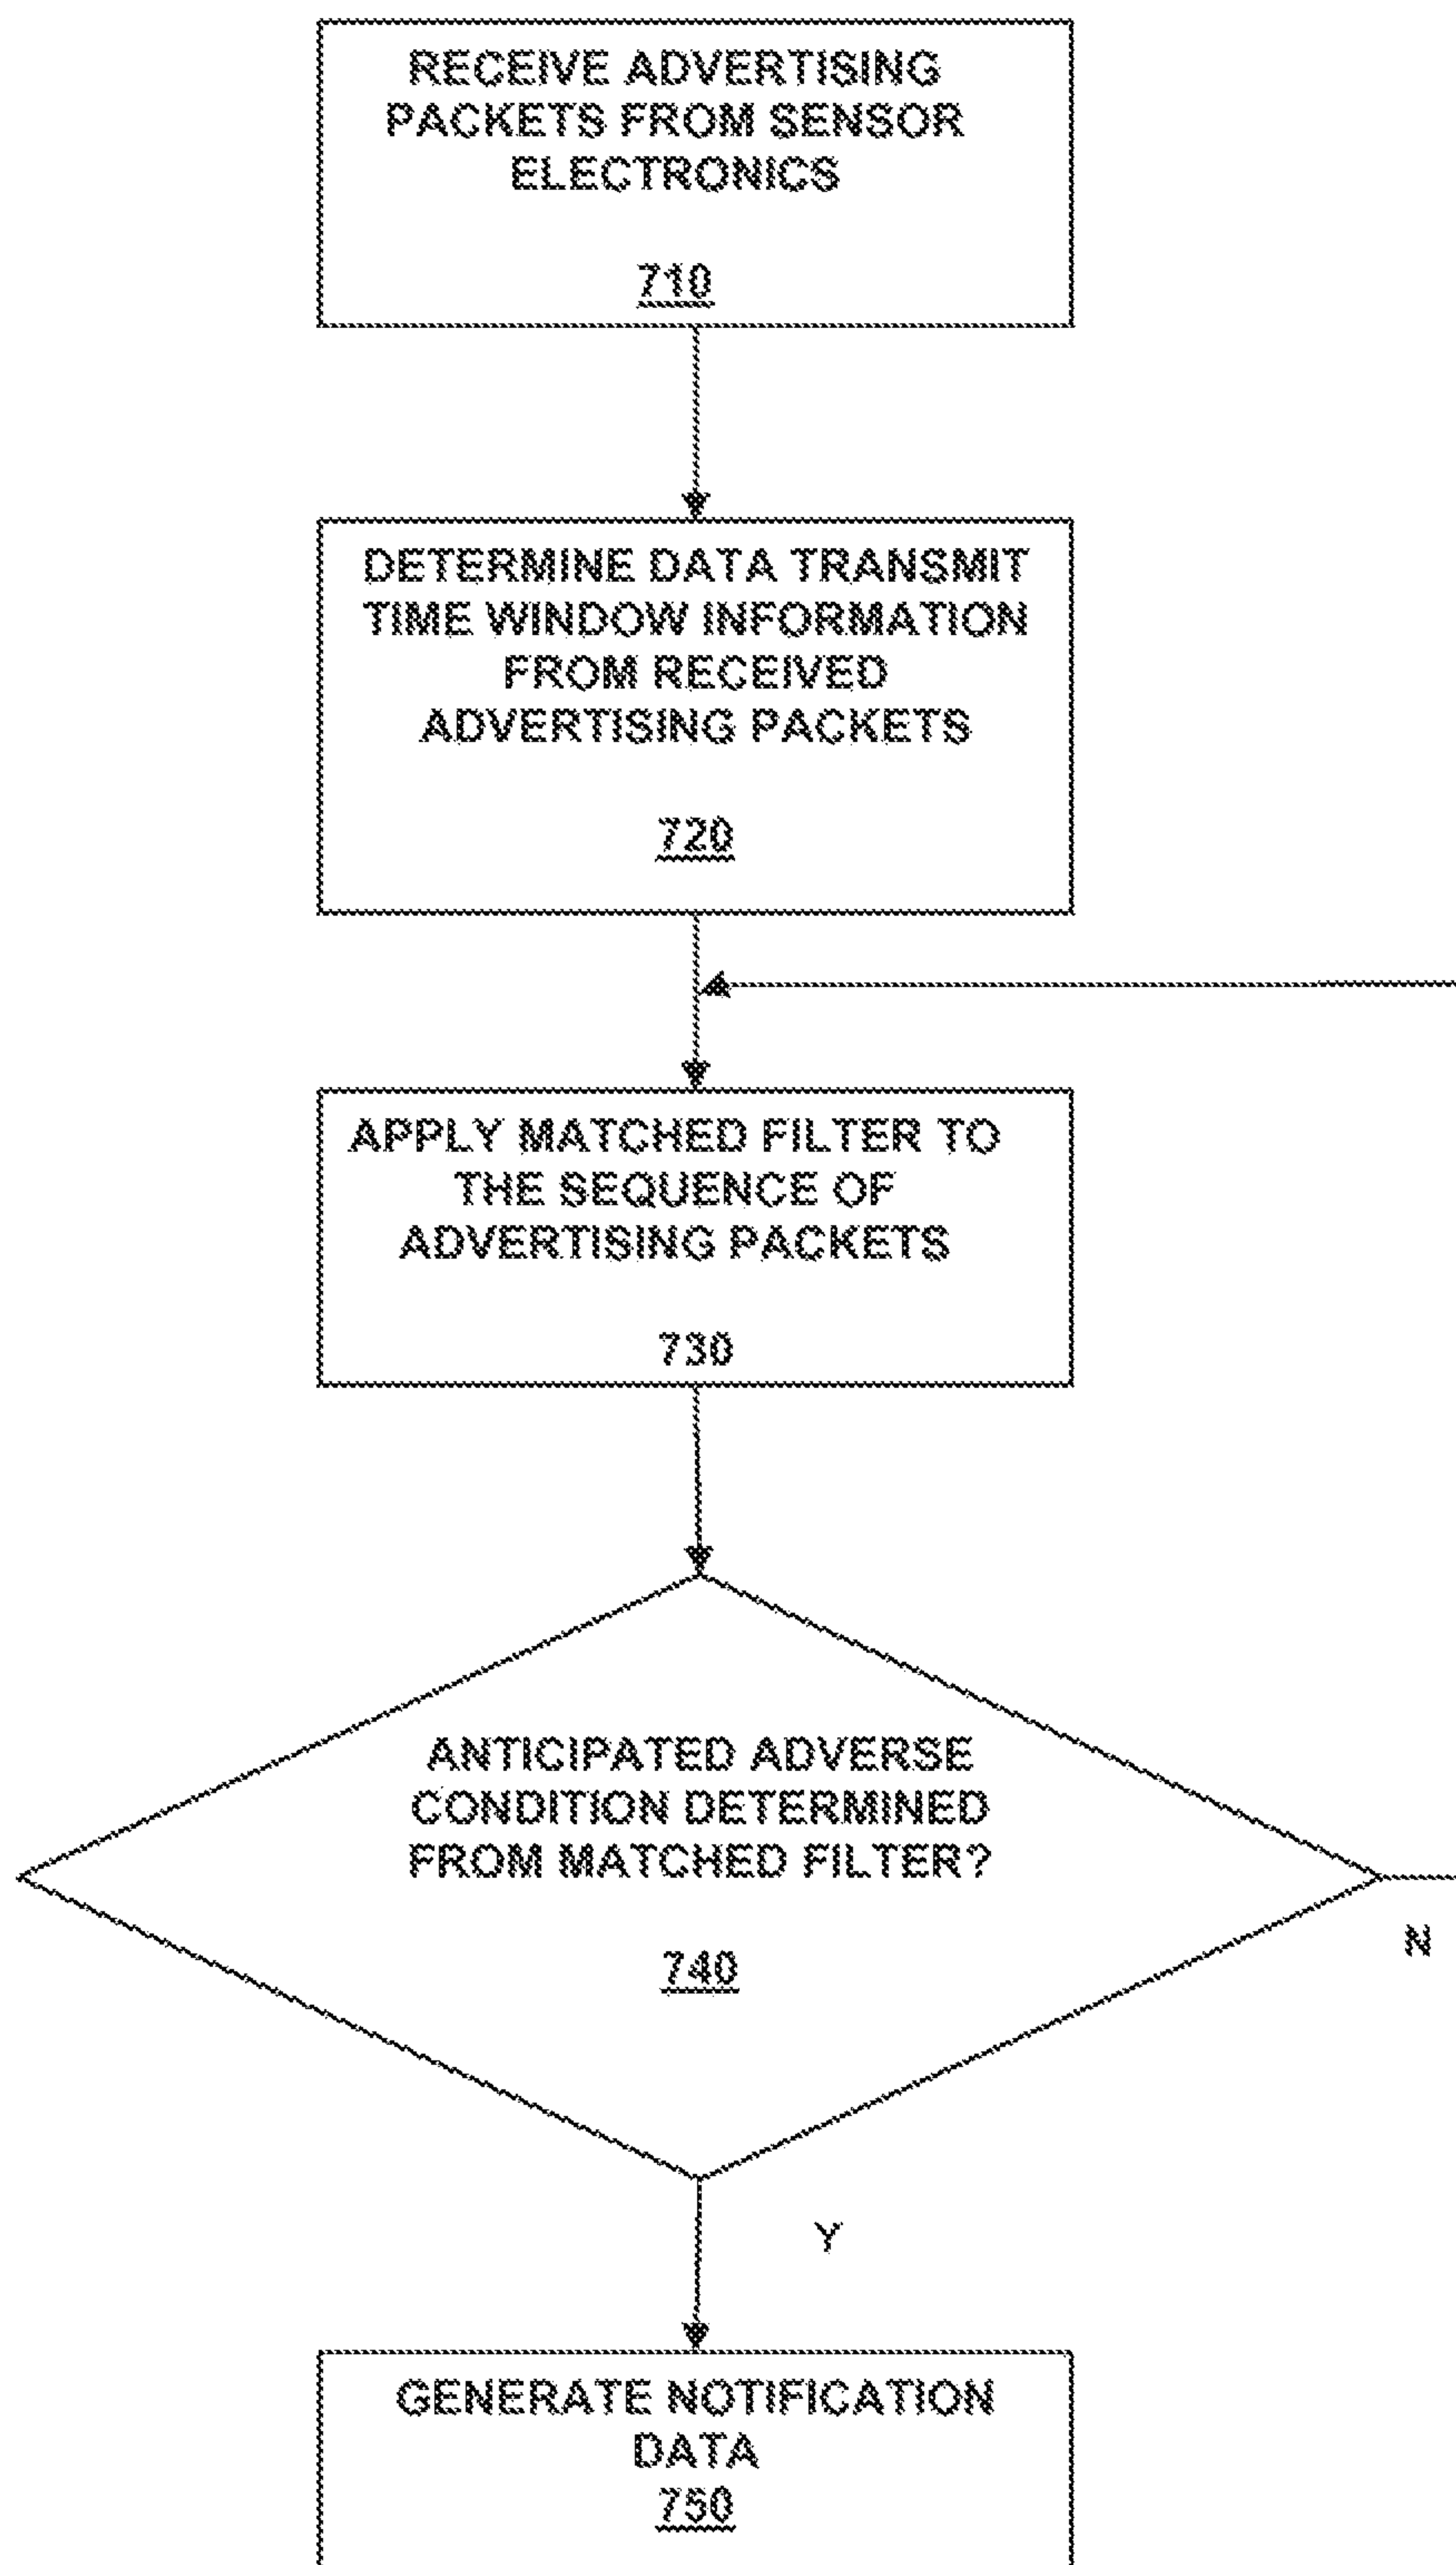 RECEIVE ADVERTISING
PACKETS FROM SENSOR
ELECTRONICS
710
DETERMINE DATA TRANSMIT
TIME WINDOW INFORMATION
FROM RECEIVED
ADVERTISING PACKETS
720
APPLY MATCHED FILTER TO
THE SEQUENCE OF
ADVERTISING PACKETS
730
ANTICIPATED ADVERSE
CONDITION DETERMINED
FROM MATCHED FILTER?
740
N
Y
GENERATE NOTIFICATION
DATA
750